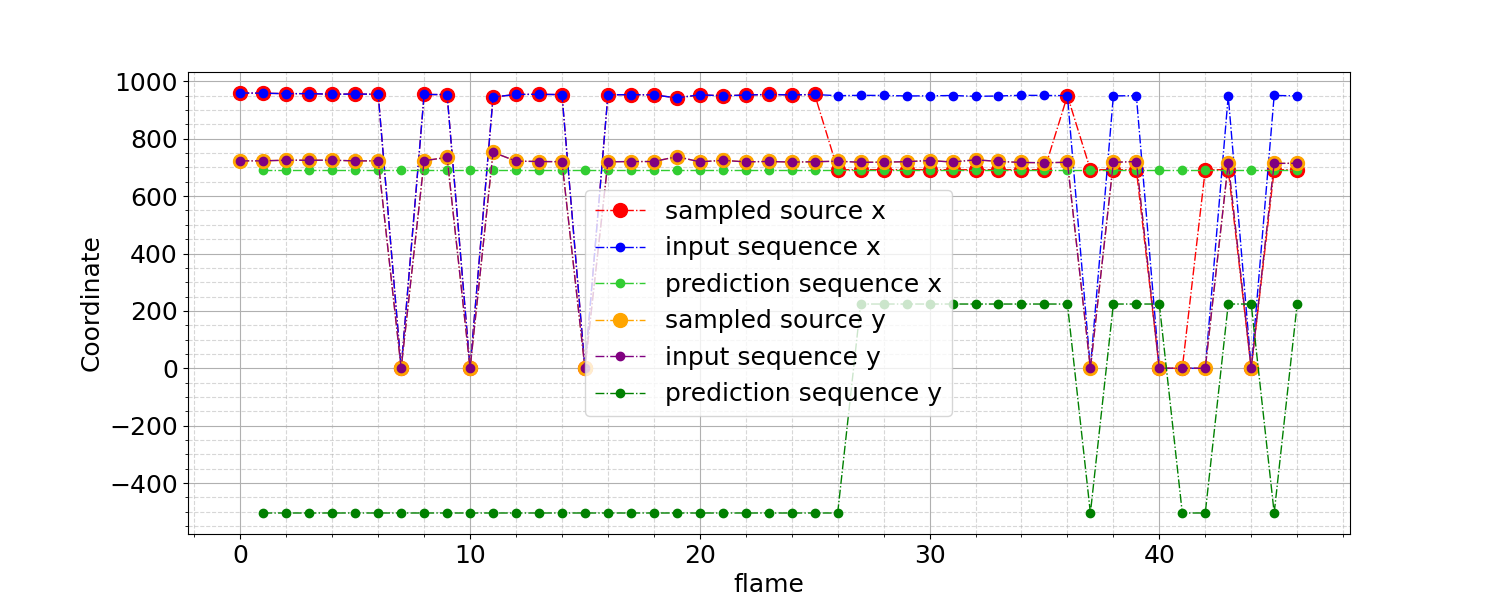 1000
800
600
400
200
0
−200
−400
Coordinate
sampled source x
input sequence x
prediction sequence x
sampled source y
input sequence y
prediction sequence y
0 10 20 30 40
flame